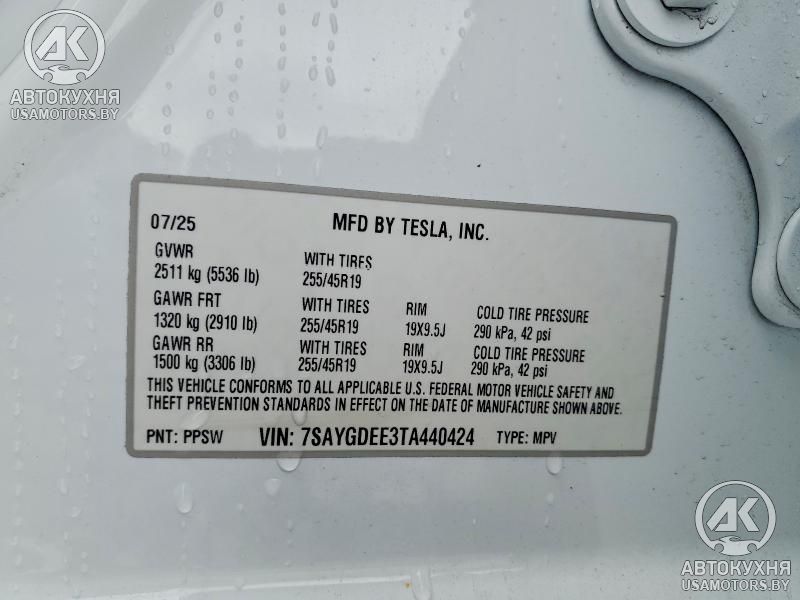 AK
АВТОКУХНЯ
USAMOTORS.BY
07/25 MFD BY TESLA, INC.
GVWR WITH TIRES
2511 kg (5536 lb) 255/45R19
GAWR FRT WITH TIRES RIM COLD TIRE PRESSURE
1320 kg (2910 lb) 255/45R19 19X9.5J 290 kPa, 42 psi
GAWR RR WITH TIRES RIM COLD TIRE PRESSURE
1500 kg (3306 lb) 255/45R19 19X9.5J 290 kPa, 42 psi
THIS VEHICLE CONFORMS TO ALL APPLICABLE U.S. FEDERAL MOTOR VEHICLE SAFETY AND
THEFT PREVENTION STANDARDS IN EFFECT ON THE DATE OF MANUFACTURE SHOWN ABOVE.
PNT: PPSW VIN: 7SAYGDEE3TA440424 TYPE: MPV
AK
АВТОКУХНЯ
USAMOTORS.BY